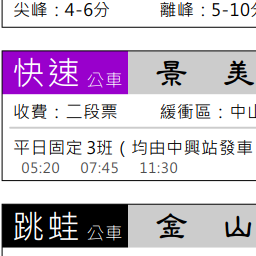 尖峰：4-6分 離峰：5-10分
快速 公車 景 美
收費：二段票 緩衝區：中山
平日固定 3班（均由中興站發車
05:20 07:45 11:30
跳蛙 公車 金 山